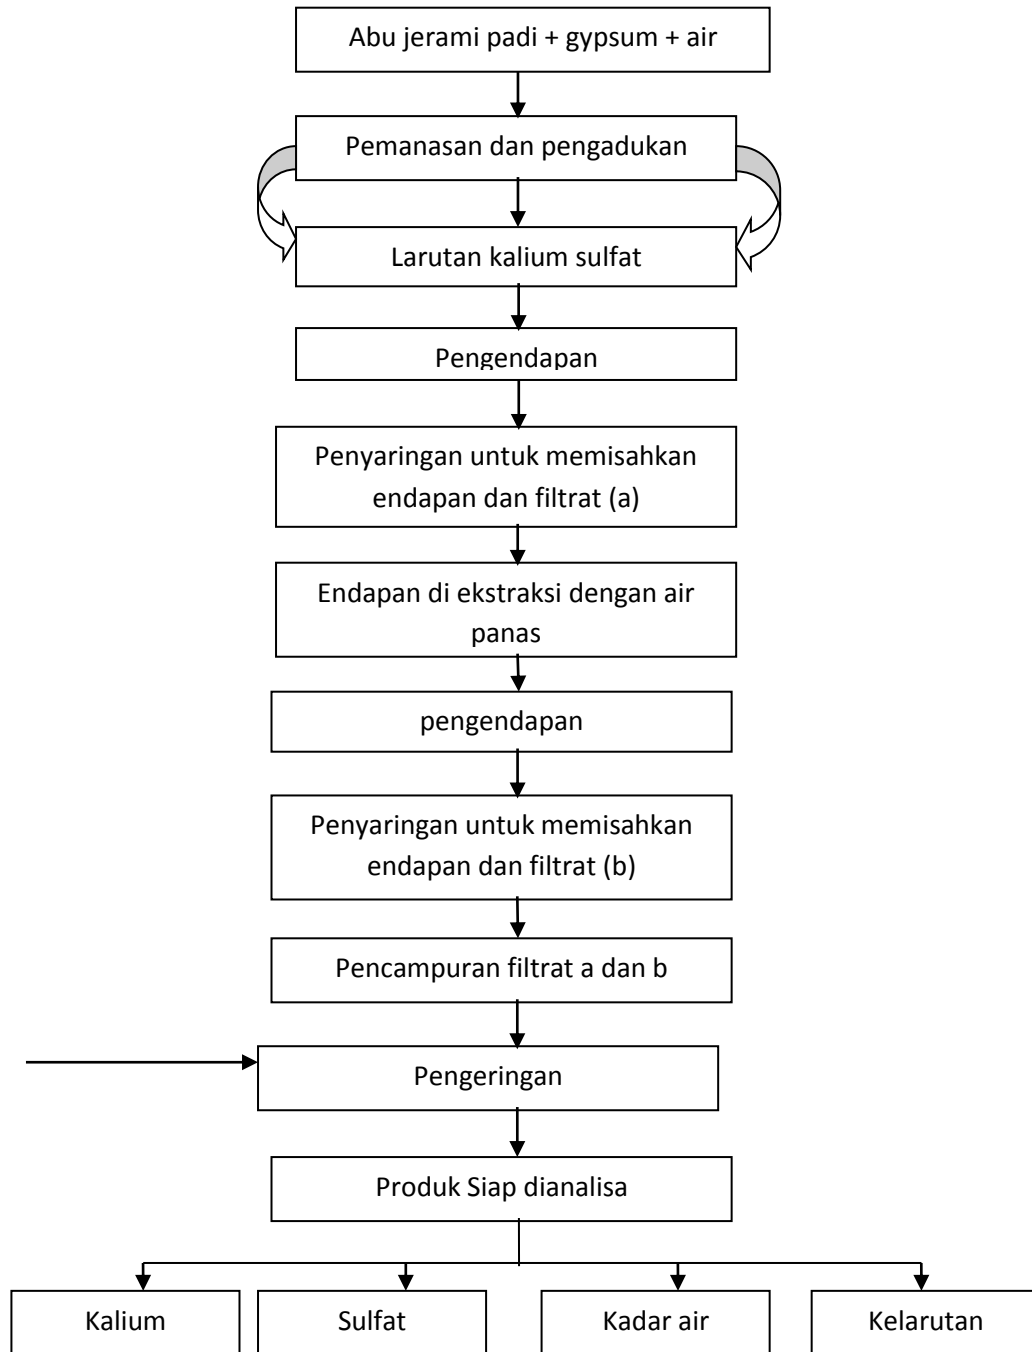 Abu jerami padi + gypsum + air
Pemanasan dan pengadukan
Larutan kalium sulfat
Pengendapan
Penyaringan untuk memisahkan
endapan dan filtrat (a)
Endapan di ekstraksi dengan air
panas
pengendapan
Penyaringan untuk memisahkan
endapan dan filtrat (b)
Pencampuran filtrat a dan b
Pengeringan
Produk Siap dianalisa
Kalium
Sulfat
Kadar air
Kelarutan